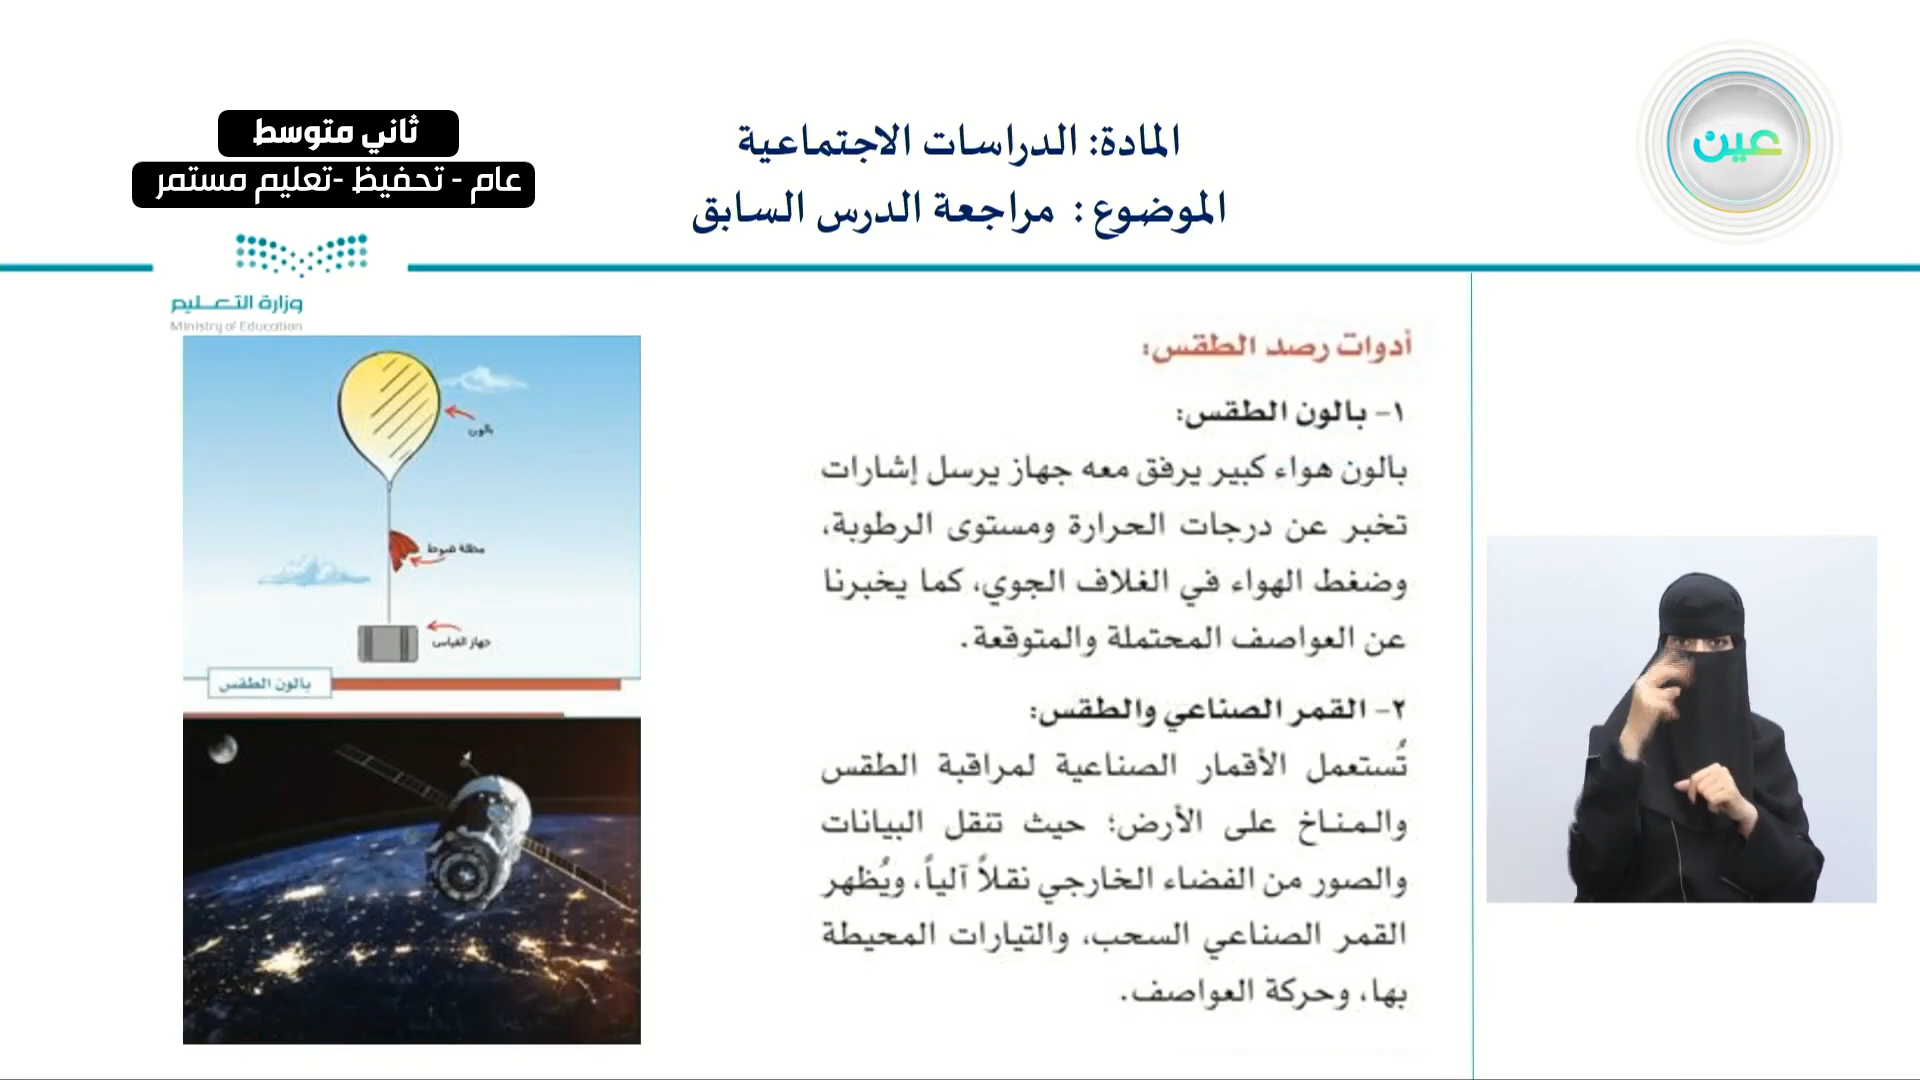 عين
المادة: الدراسات الاجتماعية
الموضوع : مراجعة الدرس السابق
ثاني متوسط
عام - تحفيظ -تعليم مستمر
وزارة التعليم
Ministry of Education
أدوات رصد الطقس:
١- بالون الطقس:
بالون هواء كبير يرفق معه جهاز يرسل إشارات
تخبر عن درجات الحرارة ومستوى الرطوبة،
وضغط الهواء في الغلاف الجوي، كما يخبرنا
عن العواصف المحتملة والمتوقعة.
٢- القمر الصناعي والطقس:
تُستعمل الأقمار الصناعية لمراقبة الطقس
والمناخ على الأرض؛ حيث تنقل البيانات
والصور من الفضاء الخارجي نقلاً آلياً، ويُظهر
القمر الصناعي السحب، والتيارات المحيطة
بها، وحركة العواصف.
بالون
مظلة هبوط
جهاز القياس
بالون الطقس